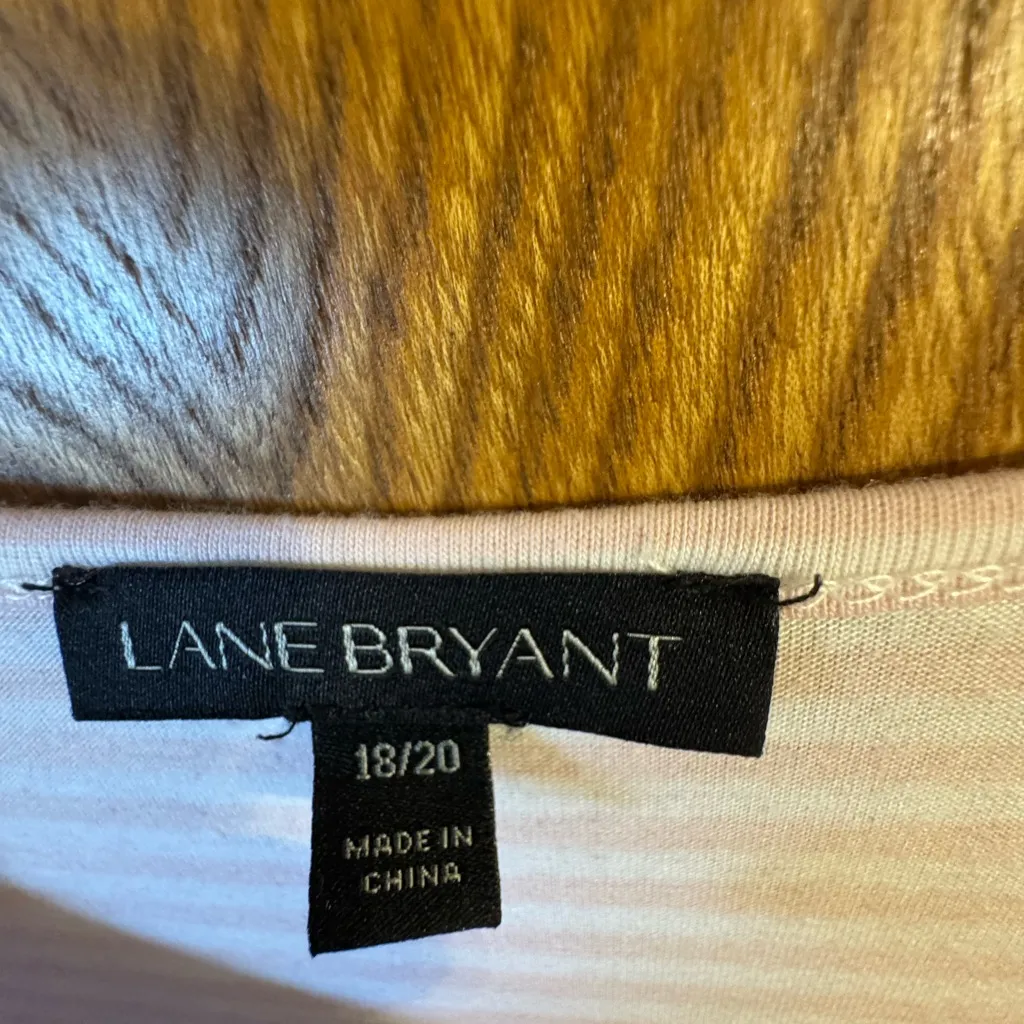 LANE BRYANT
18/20
MADE IN
CHINA